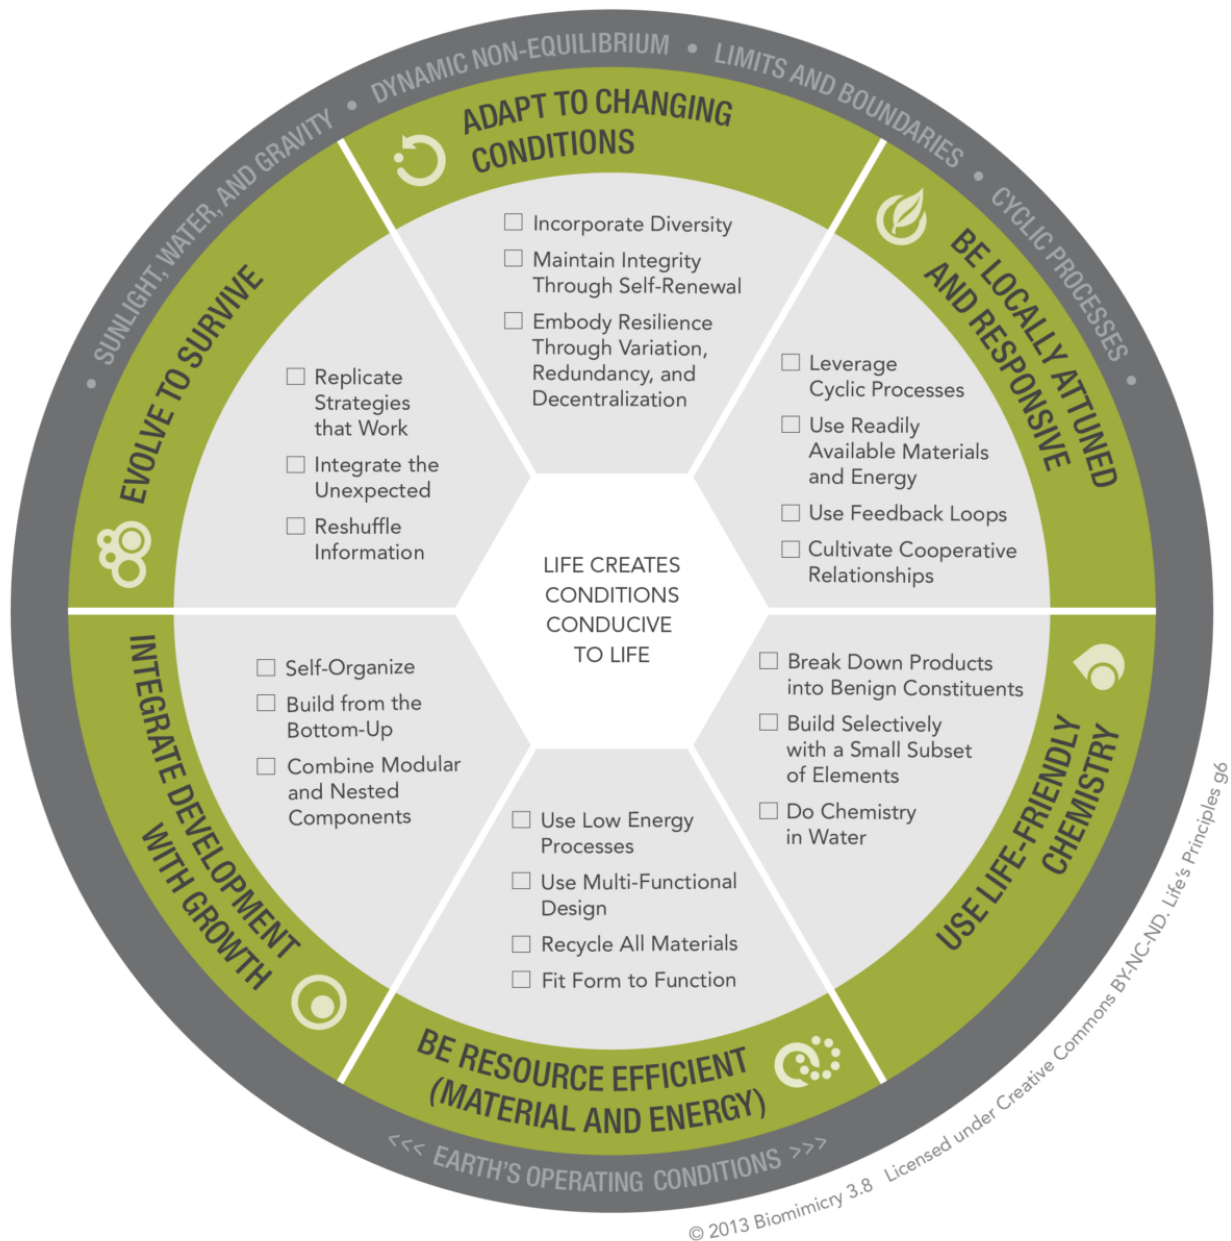 • SUNLIGHT, WATER, AND GRAVITY • DYNAMIC NON-EQUILIBRIUM • LIMITS AND BOUNDARIES • CYCLIC PROCESSES •
ADAPT TO CHANGING
CONDITIONS
Incorporate Diversity
Maintain Integrity
Through Self-Renewal
Embody Resilience
Through Variation,
Redundancy, and
Decentralization
BE LOCALLY ATTUNED
AND RESPONSIVE
Leverage
Cyclic Processes
Use Readily
Available Materials
and Energy
Use Feedback Loops
Cultivate Cooperative
Relationships
USE LIFE-FRIENDLY
CHEMISTRY
Break Down Products
into Benign Constituents
Build Selectively
with a Small Subset
of Elements
Do Chemistry
in Water
BE RESOURCE EFFICIENT
(MATERIAL AND ENERGY)
Use Low Energy
Processes
Use Multi-Functional
Design
Recycle All Materials
Fit Form to Function
INTEGRATE DEVELOPMENT
WITH GROWTH
Self-Organize
Build from the
Bottom-Up
Combine Modular
and Nested
Components
EVOLVE TO SURVIVE
Replicate
Strategies
that Work
Integrate the
Unexpected
Reshuffle
Information
LIFE CREATES
CONDITIONS
CONDUCIVE
TO LIFE
<<< EARTH'S OPERATING CONDITIONS >>>
© 2013 Biomimicry 3.8 Licensed under Creative Commons BY-NC-ND. Life's Principles g6